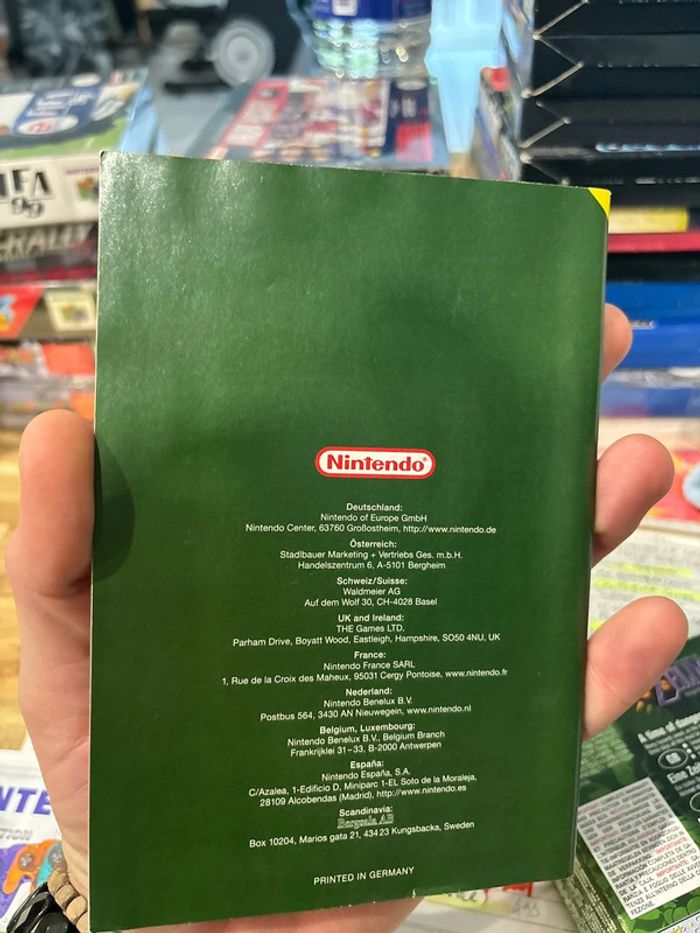 FA
99
Nintendo®
Deutschland:
Nintendo of Europe GmbH
Nintendo Center, 63760 Großostheim, http://www.nintendo.de
Österreich:
Stadlbauer Marketing + Vertriebs Ges. m.b.H.
Handelszentrum 6, A-5101 Bergheim
Schweiz/Suisse:
Waldmeier AG
Auf dem Wolf 30, CH-4028 Basel
UK and Ireland:
THE Games LTD.
Parham Drive, Boyatt Wood, Eastleigh, Hampshire, SO50 4NU, UK
France:
Nintendo France SARL
1, Rue de la Croix des Maheux, 95031 Cergy Pontoise, www.nintendo.fr
Nederland:
Nintendo Benelux B.V.
Postbus 564, 3430 AN Nieuwegein, www.nintendo.nl
Belgium, Luxembourg:
Nintendo Benelux B.V., Belgium Branch
Frankrijklei 31-33, B-2000 Antwerpen
España:
Nintendo España, S.A.
C/Azalea, 1-Edificio D, Miniparc 1-EL Soto de la Moraleja,
28109 Alcobendas (Madrid), http://www.nintendo.es
Scandinavia:
Bergsala AB
Box 10204, Marios gata 21, 434 23 Kungsbacka, Sweden
PRINTED IN GERMANY
NTE
A time of
Eine